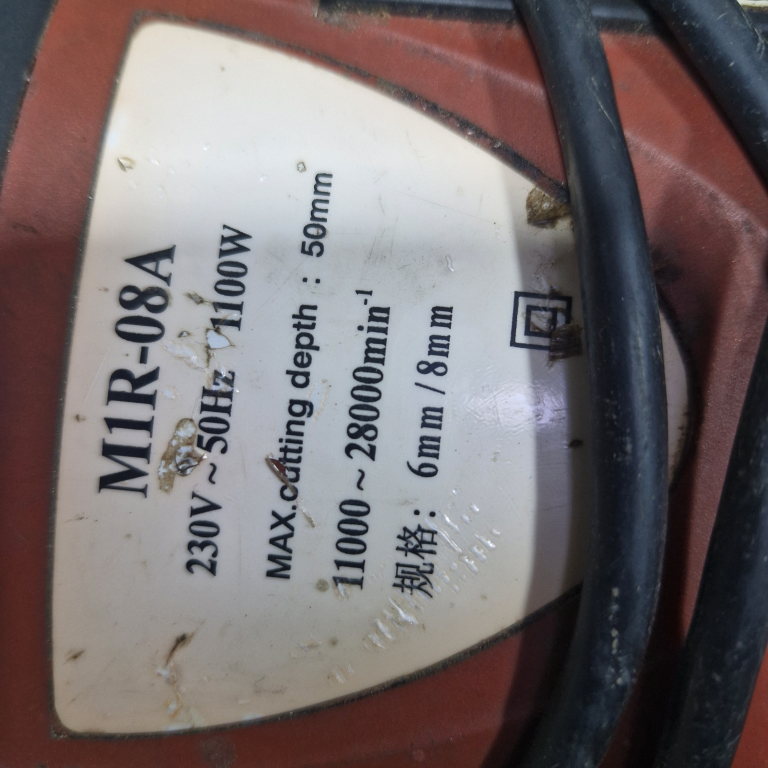 M1R-08A
230V~50Hz 1100W
MAX.cutting depth : 50mm
11000~28000min⁻¹
规格: 6mm/8mm